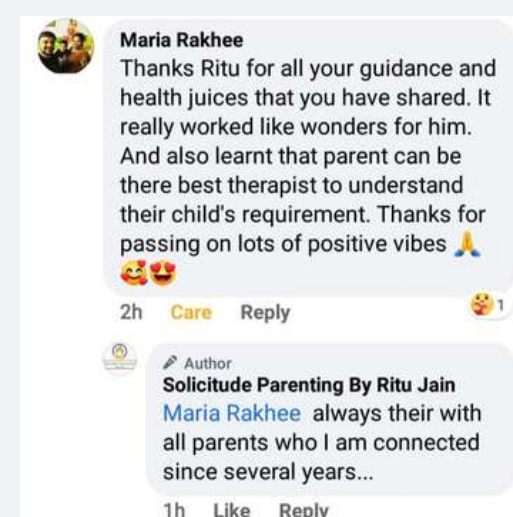 Maria Rakhee
Thanks Ritu for all your guidance and
health juices that you have shared. It
really worked like wonders for him.
And also learnt that parent can be
there best therapist to understand
their child's requirement. Thanks for
passing on lots of positive vibes 🙏
🥰😍
2h Care Reply 1
Author
Solicitude Parenting By Ritu Jain
Maria Rakhee always their with
all parents who I am connected
since several years...
1h Like Reply